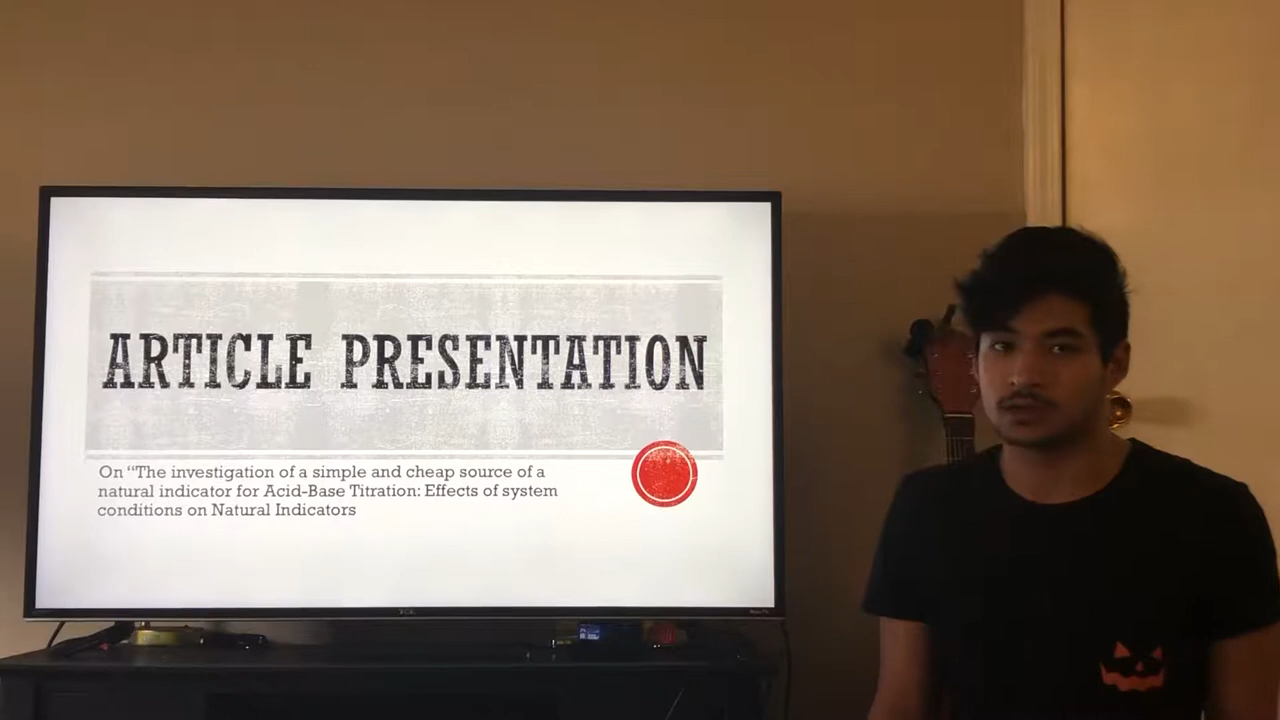 ARTICLE PRESENTATION
On “The investigation of a simple and cheap source of a
natural indicator for Acid-Base Titration: Effects of system
conditions on Natural Indicators
TCL